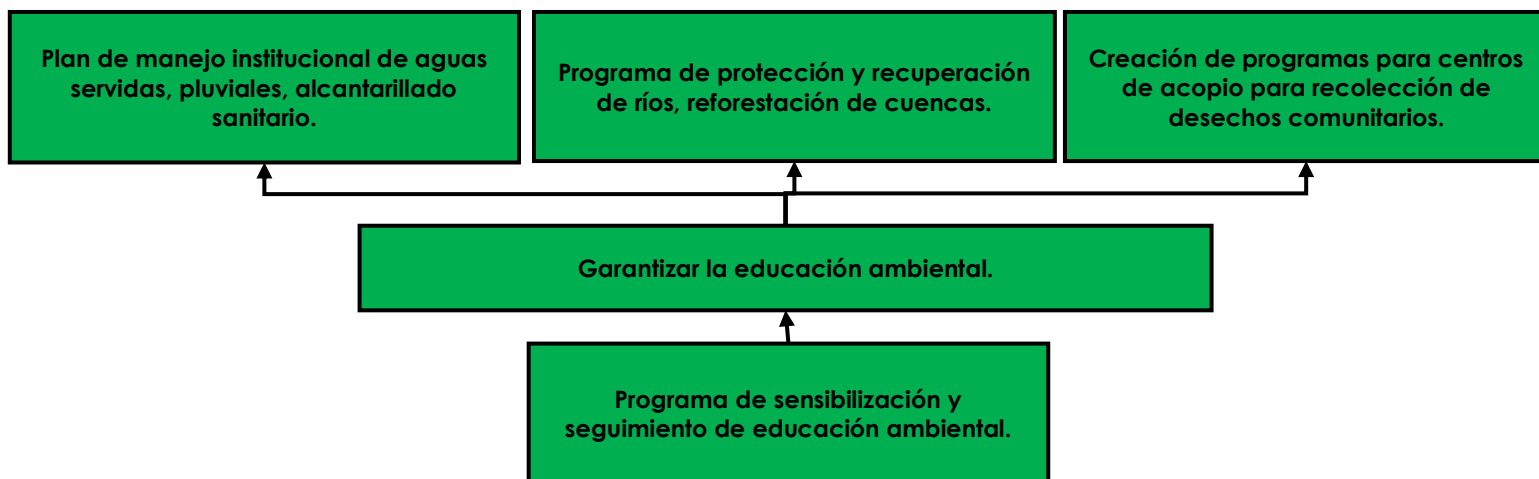 Plan de manejo institucional de aguas
servidas, pluviales, alcantarillado
sanitario.
Programa de protección y recuperación
de ríos, reforestación de cuencas.
Creación de programas para centros
de acopio para recolección de
desechos comunitarios.
Garantizar la educación ambiental.
Programa de sensibilización y
seguimiento de educación ambiental.